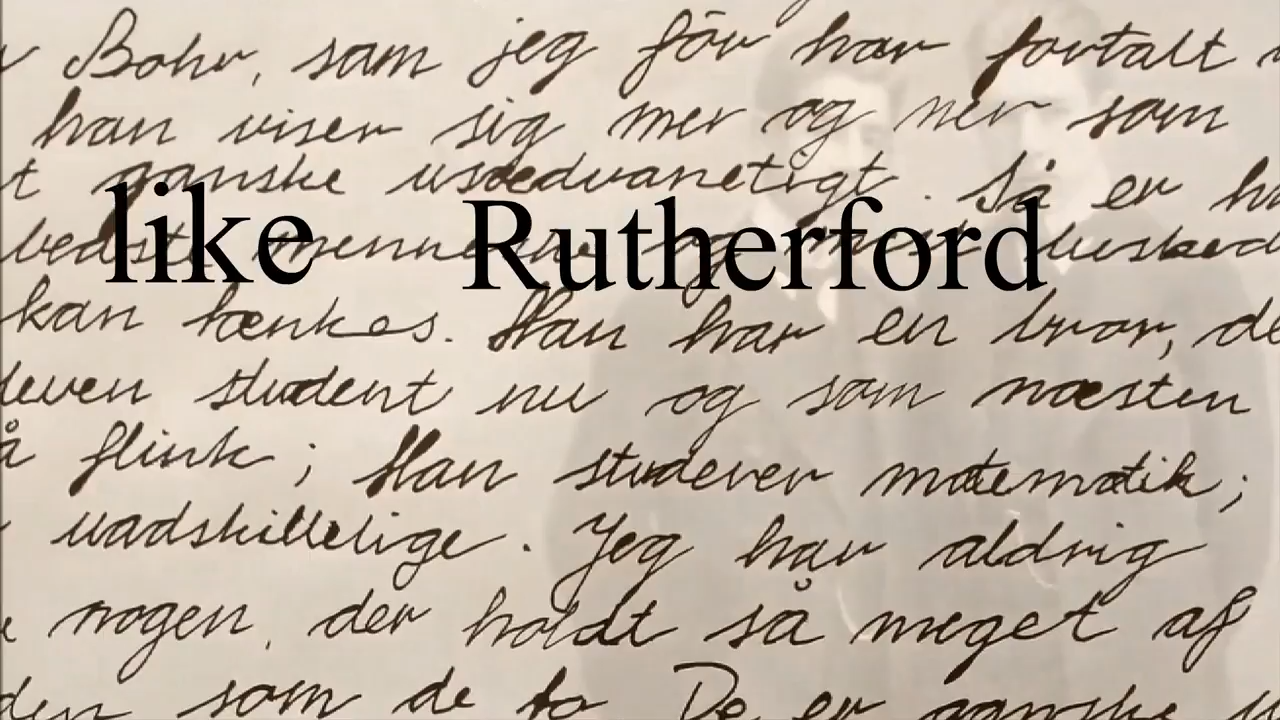 Bohr, som jeg før har fortalt
han viser sig mer og mer som
ganske usædvanetigt. Så er
like Rutherford
kan tænkes. Han har en bror,
student nu og som næsten
flink; Han studerer matematik;
uadskillelige. Jeg har aldrig
nogen, der holdt så meget af
som de to. De er ganske